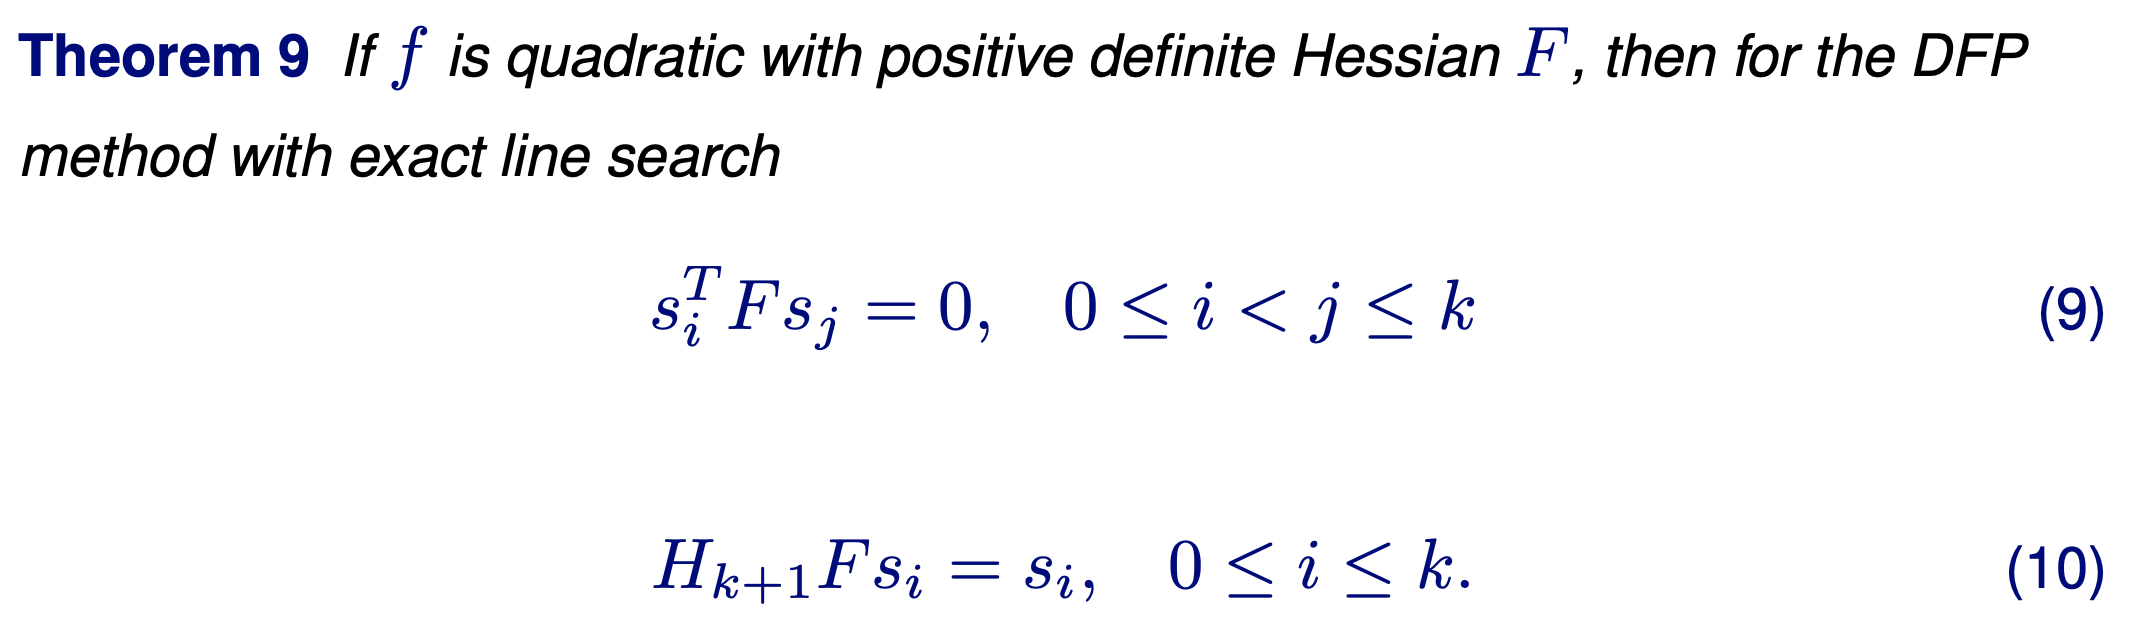 Theorem 9 If f is quadratic with positive definite Hessian F, then for the DFP
method with exact line search
s_i^T F s_j = 0, 0 ≤ i < j ≤ k (9)
H_{k+1} F s_i = s_i, 0 ≤ i ≤ k. (10)